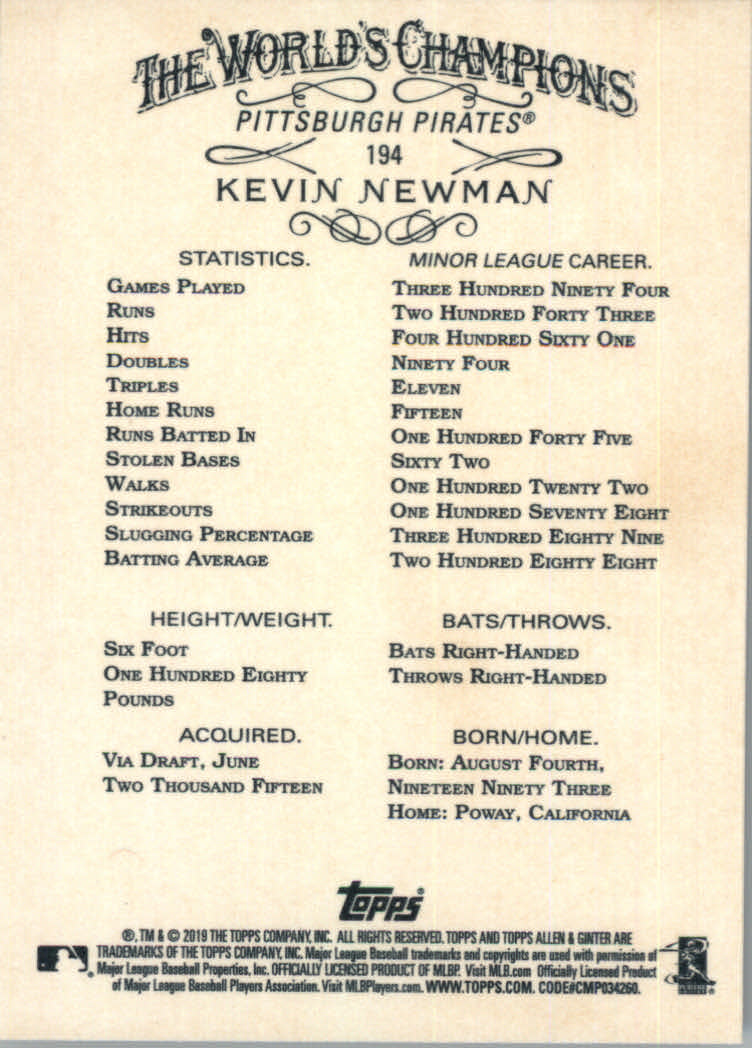 THE WORLD'S CHAMPIONS
PITTSBURGH PIRATES®
194
KEVIN NEWMAN
STATISTICS. MINOR LEAGUE CAREER.
GAMES PLAYED THREE HUNDRED NINETY FOUR
RUNS TWO HUNDRED FORTY THREE
HITS FOUR HUNDRED SIXTY ONE
DOUBLES NINETY FOUR
TRIPLES ELEVEN
HOME RUNS FIFTEEN
RUNS BATTED IN ONE HUNDRED FORTY FIVE
STOLEN BASES SIXTY TWO
WALKS ONE HUNDRED TWENTY TWO
STRIKEOUTS ONE HUNDRED SEVENTY EIGHT
SLUGGING PERCENTAGE THREE HUNDRED EIGHTY NINE
BATTING AVERAGE TWO HUNDRED EIGHTY EIGHT
HEIGHT/WEIGHT.
SIX FOOT
ONE HUNDRED EIGHTY
POUNDS
BATS/THROWS.
BATS RIGHT-HANDED
THROWS RIGHT-HANDED
ACQUIRED.
VIA DRAFT, JUNE
TWO THOUSAND FIFTEEN
BORN/HOME.
BORN: AUGUST FOURTH,
NINETEEN NINETY THREE
HOME: POWAY, CALIFORNIA
topps®
®, TM & © 2019 THE TOPPS COMPANY, INC. ALL RIGHTS RESERVED. TOPPS AND TOPPS ALLEN & GINTER ARE
TRADEMARKS OF THE TOPPS COMPANY, INC. Major League Baseball trademarks and copyrights are used with permission of
Major League Baseball Properties, Inc. OFFICIALLY LICENSED PRODUCT OF MLBP. Visit MLB.com Officially Licensed Product
of Major League Baseball Players Association. Visit MLBPlayers.com. WWW.TOPPS.COM. CODE#CMP034260.